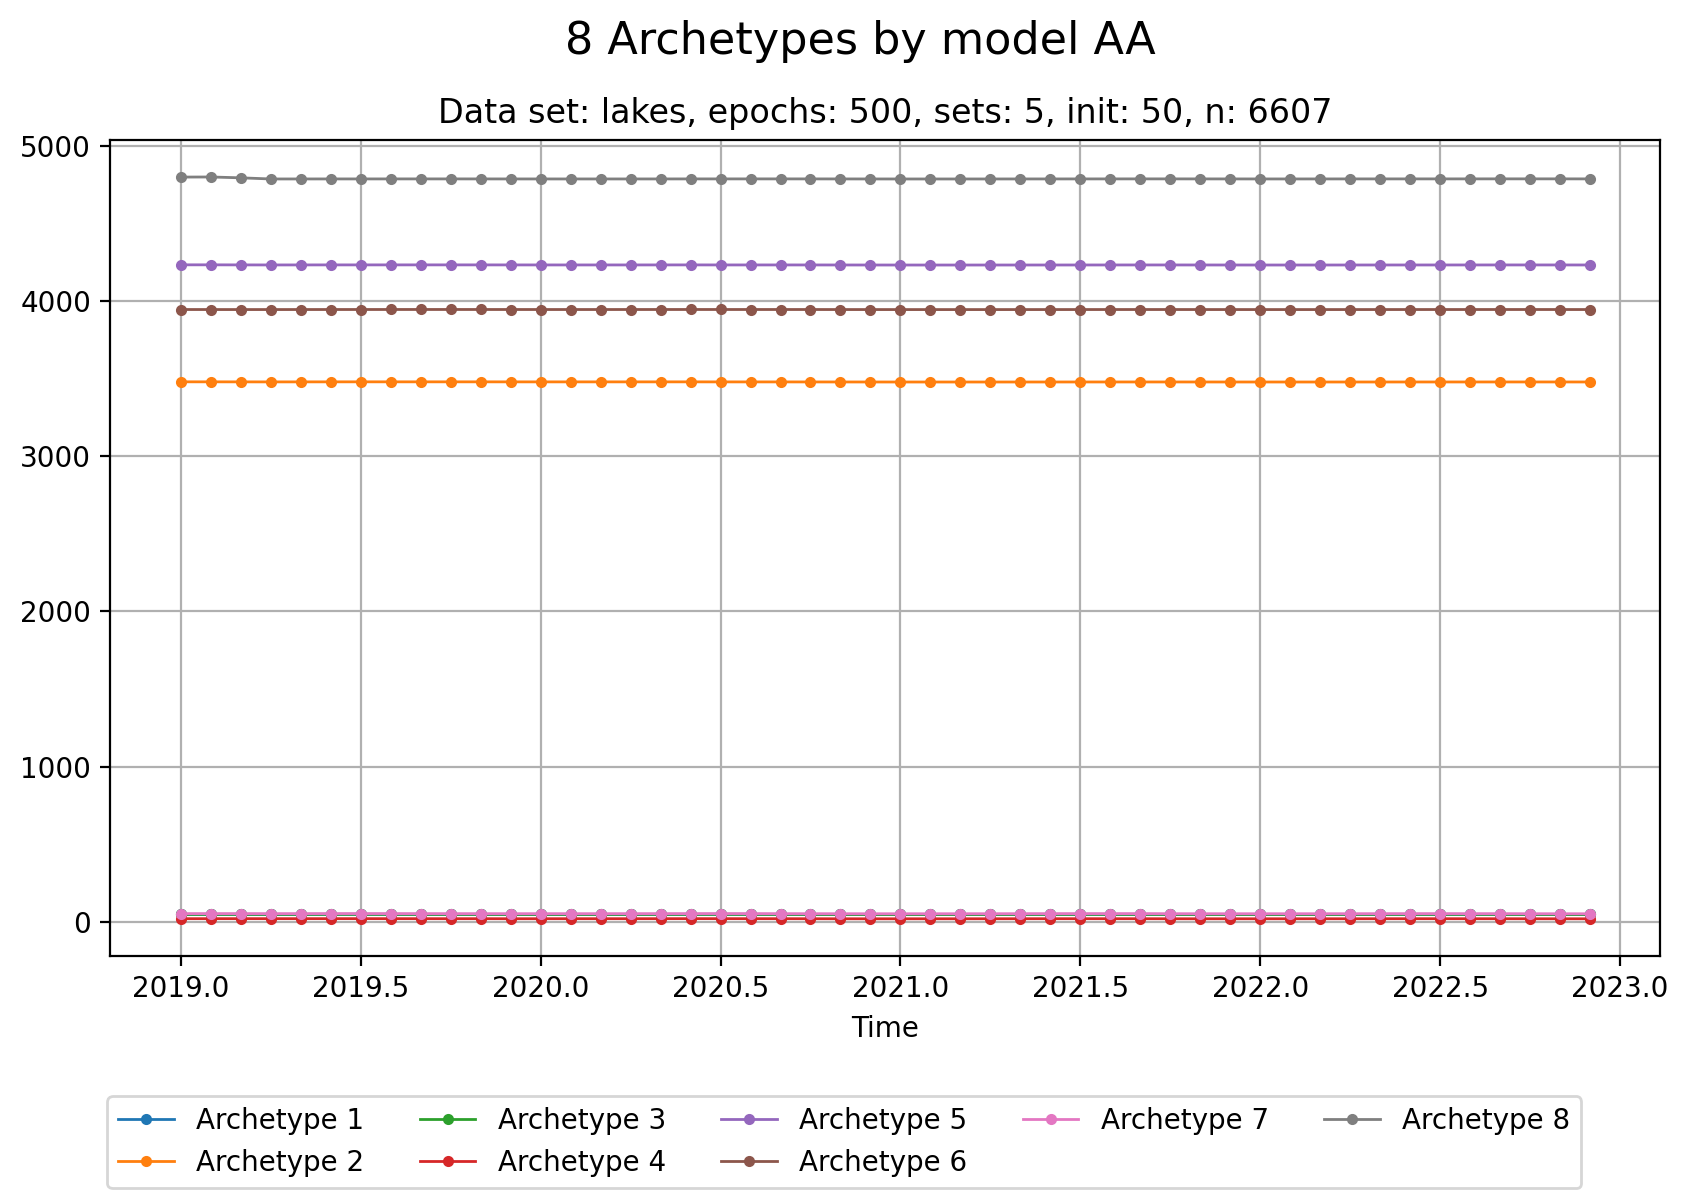 8 Archetypes by model AA
Data set: lakes, epochs: 500, sets: 5, init: 50, n: 6607
5000
4000
3000
2000
1000
0
2019.0 2019.5 2020.0 2020.5 2021.0 2021.5 2022.0 2022.5 2023.0
Time
Archetype 1 Archetype 3 Archetype 5 Archetype 7 Archetype 8
Archetype 2 Archetype 4 Archetype 6